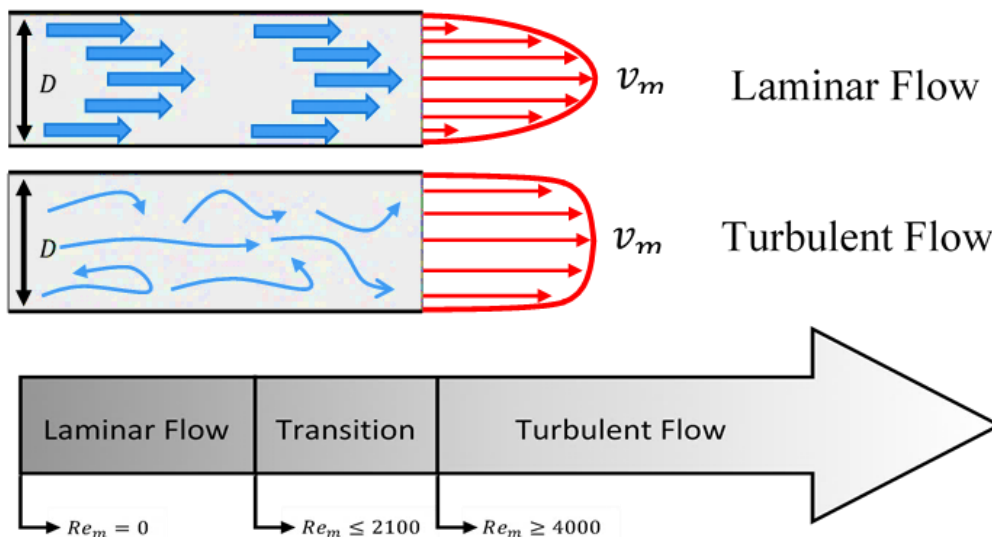 D
v_m
Laminar Flow
D
v_m
Turbulent Flow
Laminar Flow
Transition
Turbulent Flow
Re_m = 0
Re_m ≤ 2100
Re_m ≥ 4000